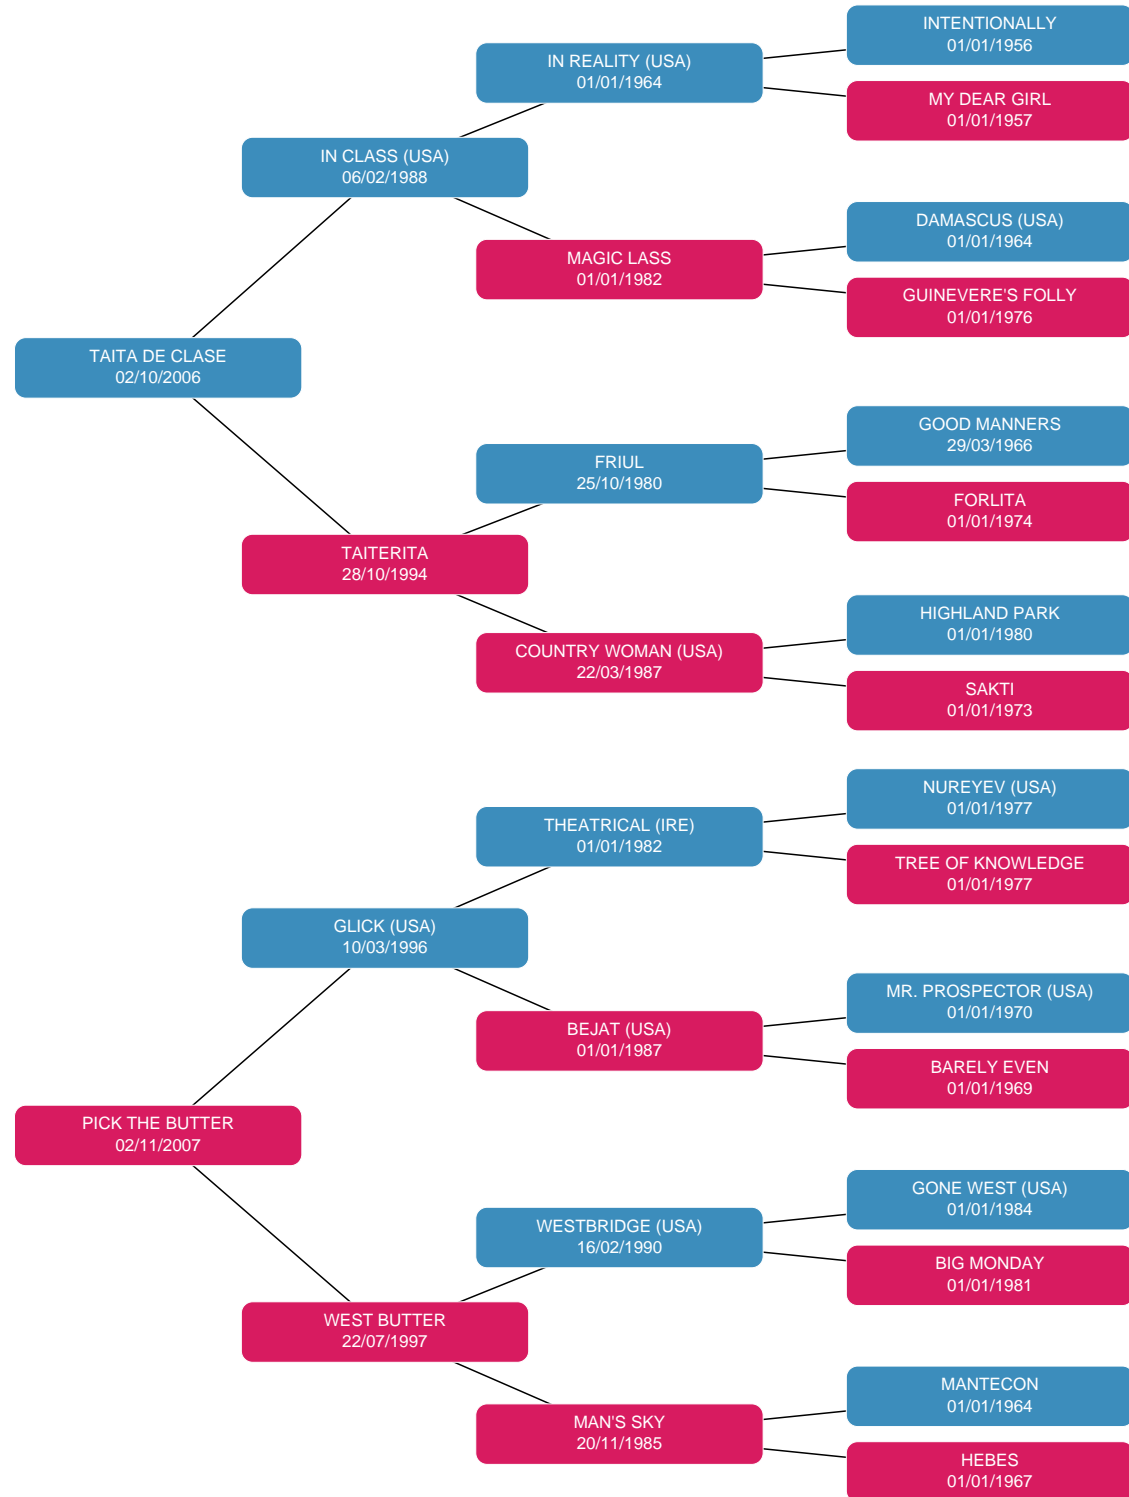 INTENTIONALLY
01/01/1956
IN REALITY (USA)
01/01/1964
MY DEAR GIRL
01/01/1957
IN CLASS (USA)
06/02/1988
DAMASCUS (USA)
01/01/1964
MAGIC LASS
01/01/1982
GUINEVERE'S FOLLY
01/01/1976
TAITA DE CLASE
02/10/2006
GOOD MANNERS
29/03/1966
FRIUL
25/10/1980
FORLITA
01/01/1974
TAITERITA
28/10/1994
HIGHLAND PARK
01/01/1980
COUNTRY WOMAN (USA)
22/03/1987
SAKTI
01/01/1973
NUREYEV (USA)
01/01/1977
THEATRICAL (IRE)
01/01/1982
TREE OF KNOWLEDGE
01/01/1977
GLICK (USA)
10/03/1996
MR. PROSPECTOR (USA)
01/01/1970
BEJAT (USA)
01/01/1987
BARELY EVEN
01/01/1969
PICK THE BUTTER
02/11/2007
GONE WEST (USA)
01/01/1984
WESTBRIDGE (USA)
16/02/1990
BIG MONDAY
01/01/1981
WEST BUTTER
22/07/1997
MANTECON
01/01/1964
MAN'S SKY
20/11/1985
HEBES
01/01/1967